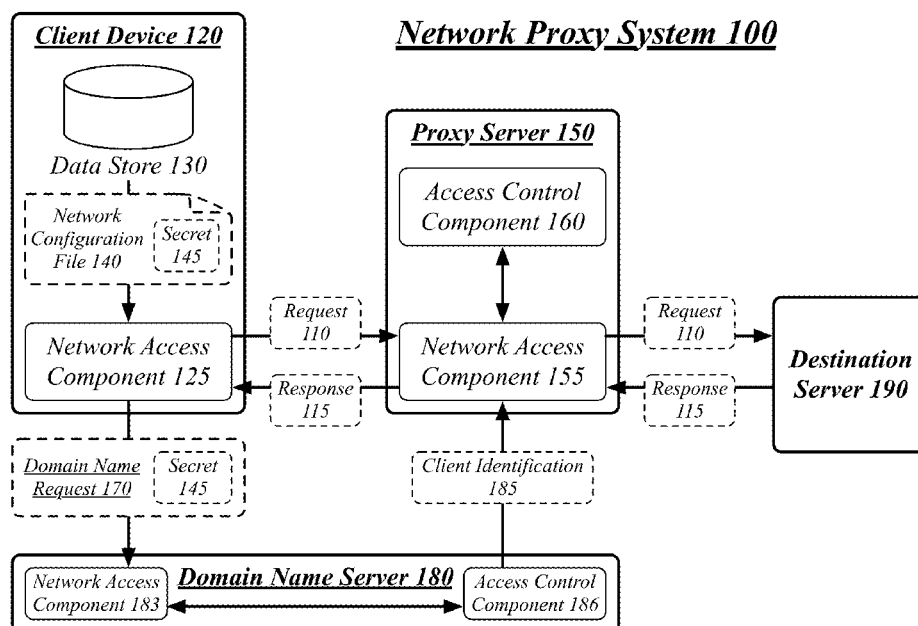 Network Proxy System 100
Client Device 120
Data Store 130
Network
Configuration
File 140
Secret
145
Network Access
Component 125
Request
110
Response
115
Proxy Server 150
Access Control
Component 160
Network Access
Component 155
Request
110
Response
115
Destination
Server 190
Domain Name
Request 170
Secret
145
Client Identification
185
Domain Name Server 180
Network Access
Component 183
Access Control
Component 186